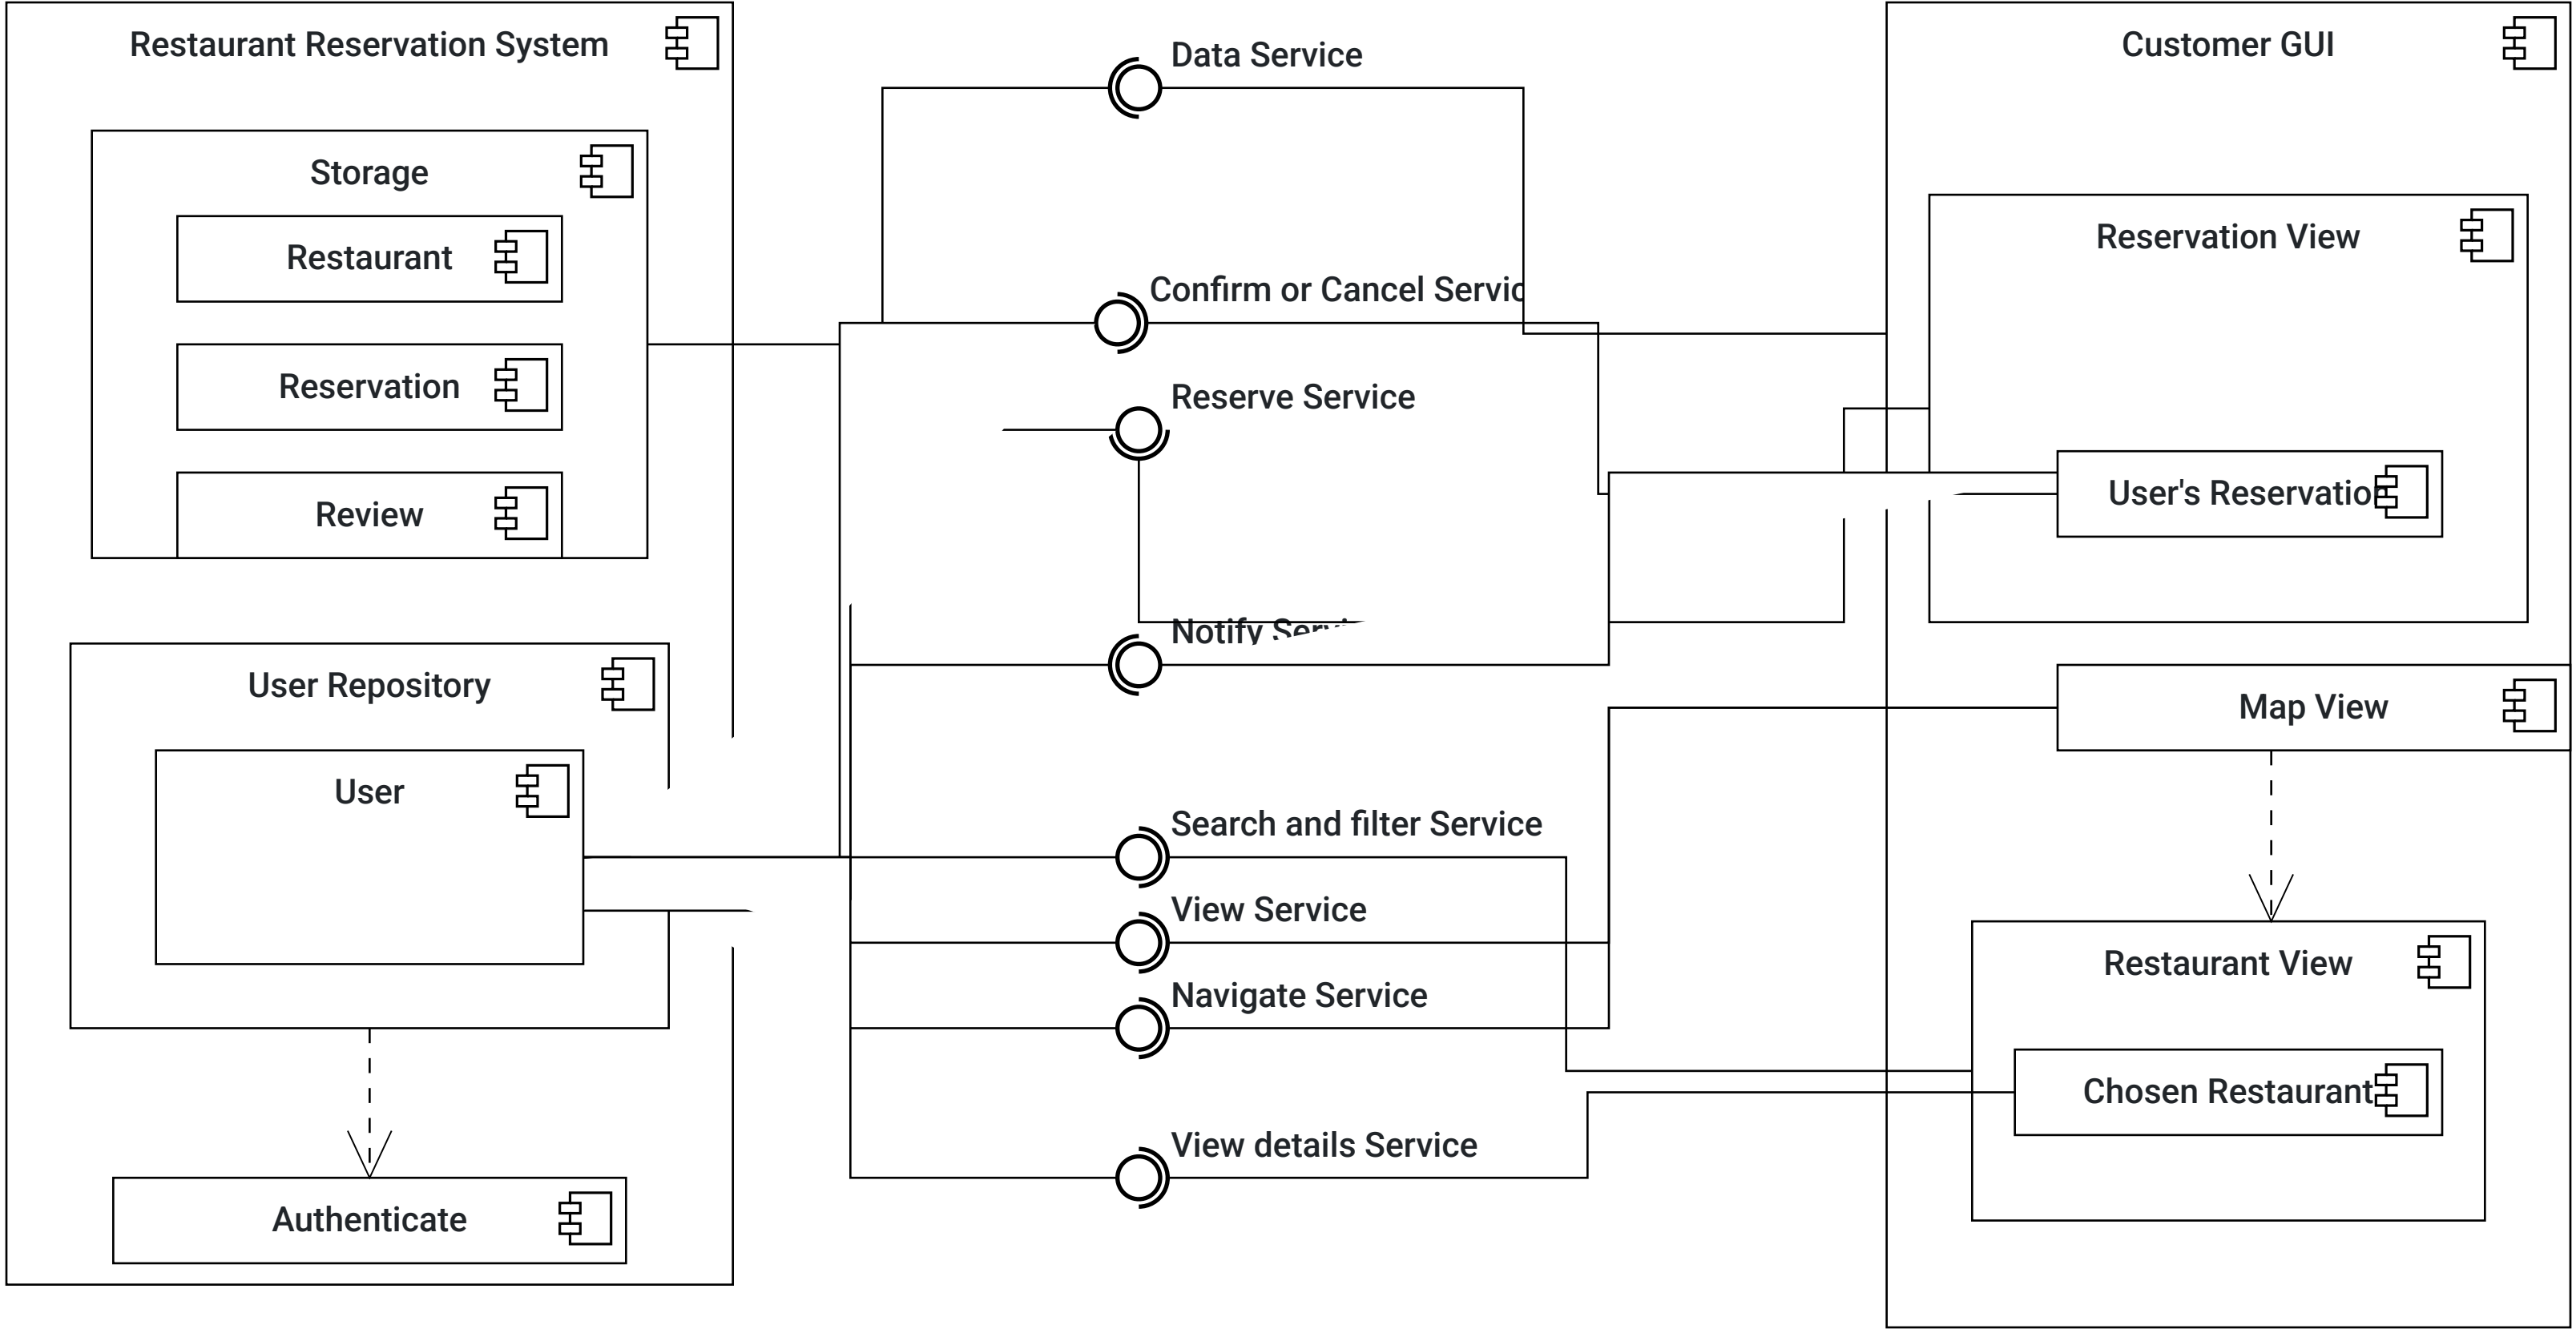 Restaurant Reservation System
Storage
Restaurant
Reservation
Review
User Repository
User
Authenticate
Data Service
Confirm or Cancel Servic
Reserve Service
Notify
Search and filter Service
View Service
Navigate Service
View details Service
Customer GUI
Reservation View
User's Reservation
Map View
Restaurant View
Chosen Restaurant